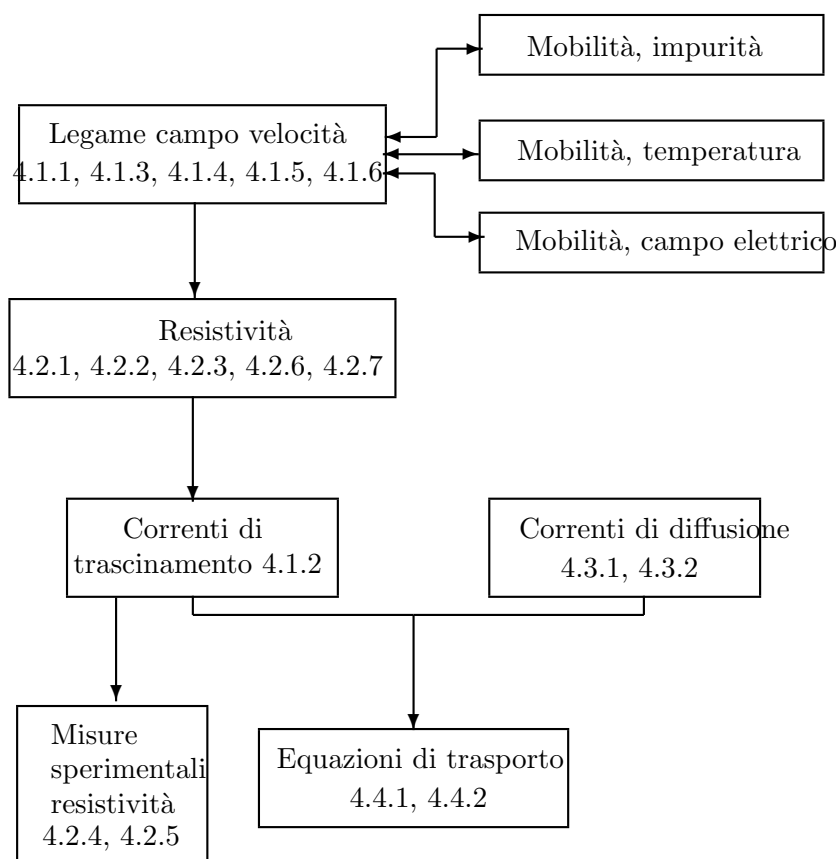 Mobilità, impurità
Legame campo velocità
4.1.1, 4.1.3, 4.1.4, 4.1.5, 4.1.6
Mobilità, temperatura
Mobilità, campo elettrico
Resistività
4.2.1, 4.2.2, 4.2.3, 4.2.6, 4.2.7
Correnti di
trascinamento 4.1.2
Correnti di diffusione
4.3.1, 4.3.2
Misure
sperimentali
resistività
4.2.4, 4.2.5
Equazioni di trasporto
4.4.1, 4.4.2